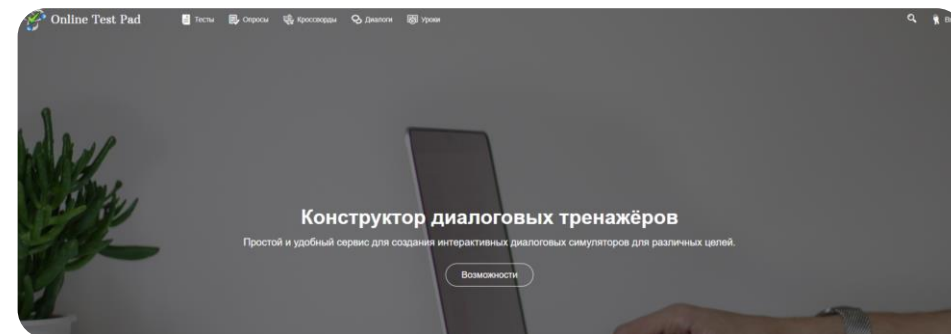 Online Test Pad Тесты Опросы Кроссворды Диалоги Уроки
Конструктор диалоговых тренажёров
Простой и удобный сервис для создания интерактивных диалоговых симуляторов для различных целей.
Возможности